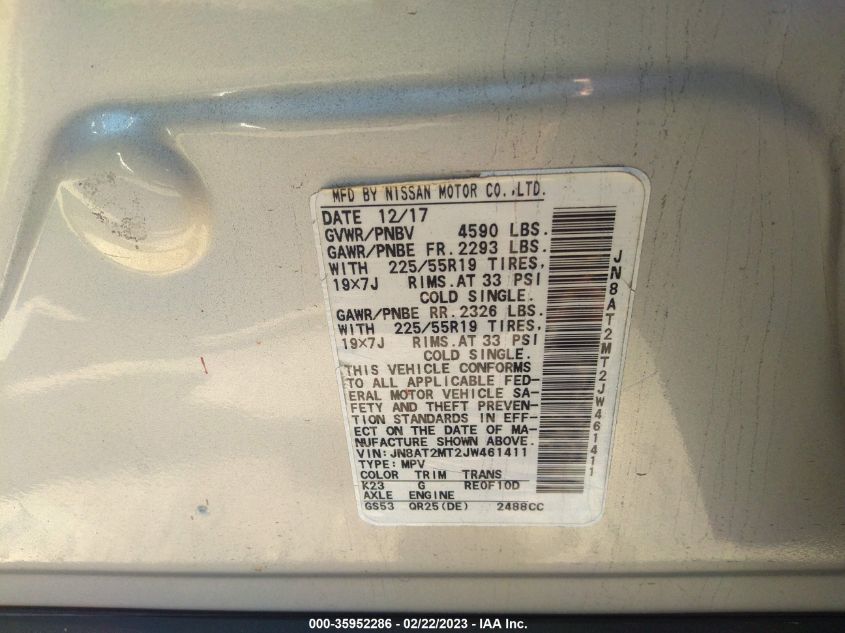 MFD BY NISSAN MOTOR CO.,LTD.
DATE 12/17
GVWR/PNBV 4590 LBS.
GAWR/PNBE FR.2293 LBS.
WITH 225/55R19 TIRES,
19×7J RIMS.AT 33 PSI
COLD SINGLE.
GAWR/PNBE RR.2326 LBS.
WITH 225/55R19 TIRES,
19×7J RIMS.AT 33 PSI
COLD SINGLE.
THIS VEHICLE CONFORMS
TO ALL APPLICABLE FED-
ERAL MOTOR VEHICLE SA-
FETY AND THEFT PREVEN-
TION STANDARDS IN EFF-
ECT ON THE DATE OF MA-
NUFACTURE SHOWN ABOVE.
VIN: JN8AT2MT2JW461411
TYPE: MPV
COLOR TRIM TRANS
K23 G RE0F10D
AXLE ENGINE
GS53 QR25(DE) 2488CC
JN8AT2MT2JW461411
000-35952286 - 02/22/2023 - IAA Inc.